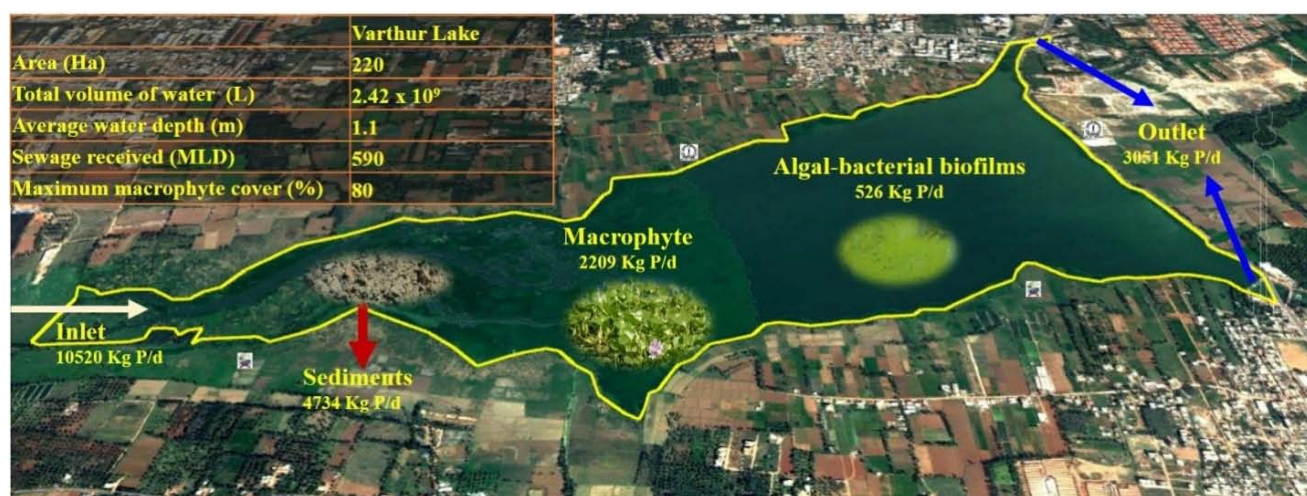 Varthur Lake
Area (Ha) 220
Total volume of water (L) 2.42 x 10⁹
Average water depth (m) 1.1
Sewage received (MLD) 590
Maximum macrophyte cover (%) 80
Outlet
3051 Kg P/d
Algal-bacterial biofilms
526 Kg P/d
Macrophyte
2209 Kg P/d
Inlet
10520 Kg P/d
Sediments
4734 Kg P/d